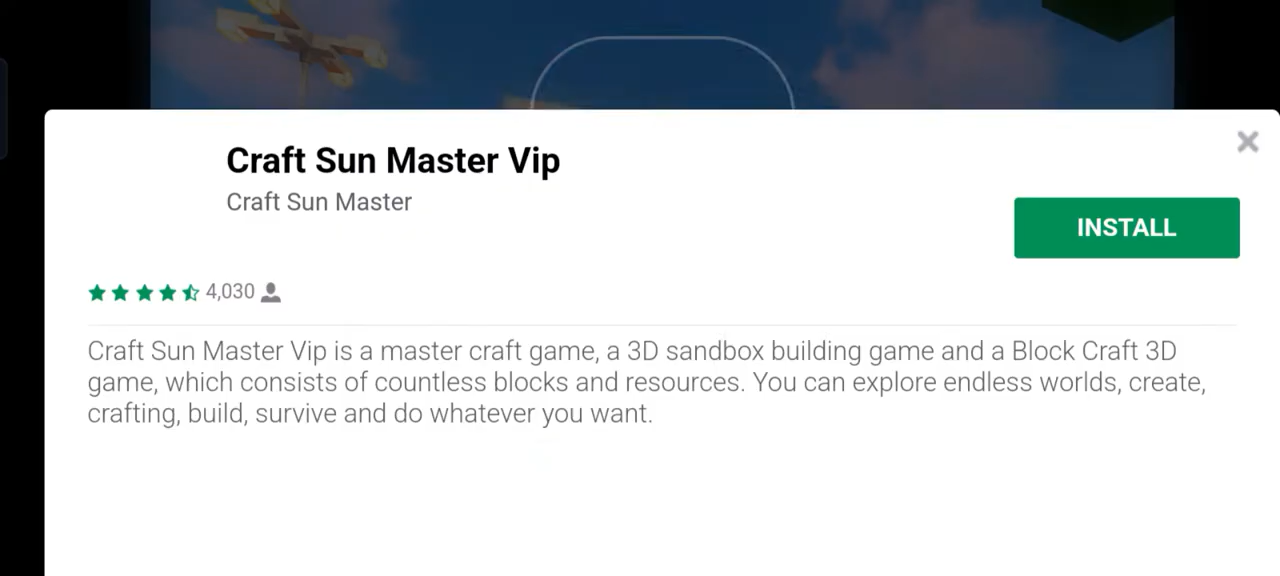 Craft Sun Master Vip
Craft Sun Master
INSTALL
4,030
Craft Sun Master Vip is a master craft game, a 3D sandbox building game and a Block Craft 3D
game, which consists of countless blocks and resources. You can explore endless worlds, create,
crafting, build, survive and do whatever you want.